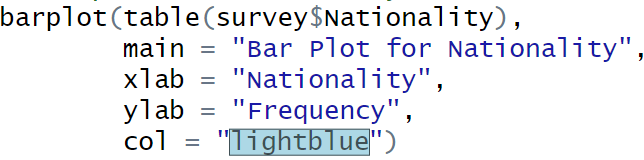 barplot(table(survey$Nationality),
main = "Bar Plot for Nationality",
xlab = "Nationality",
ylab = "Frequency",
col = "lightblue")